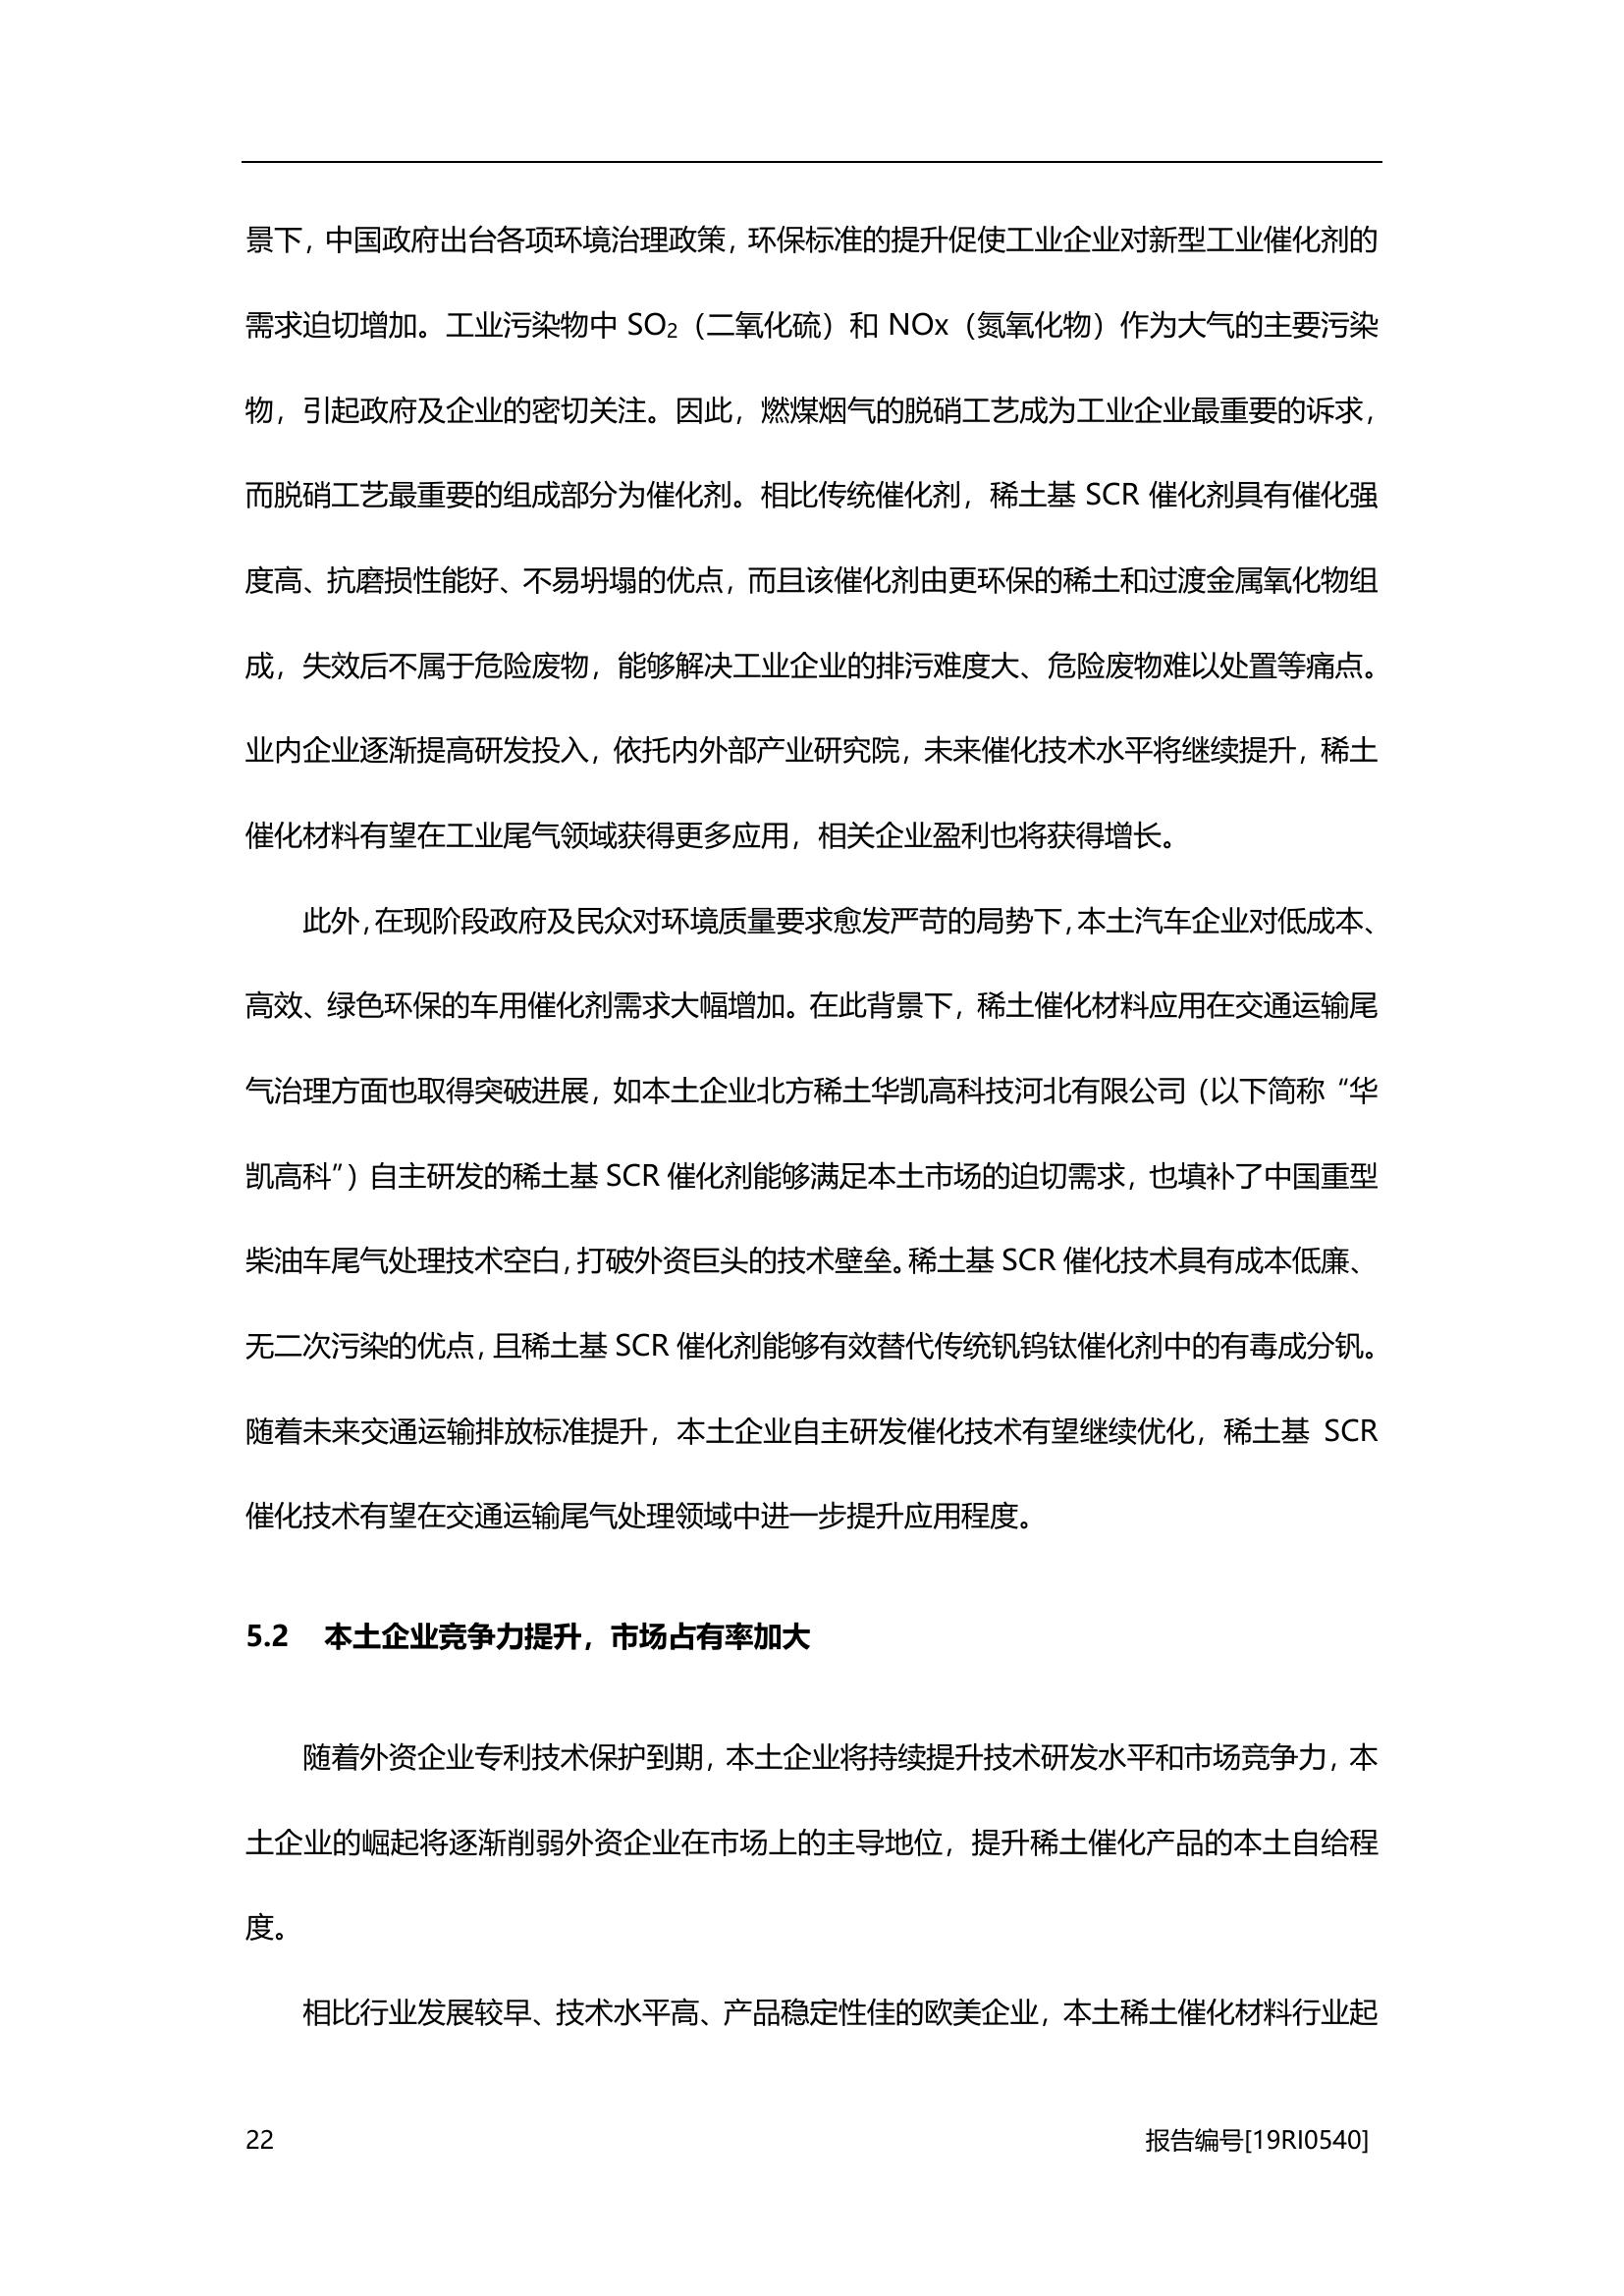 景下，中国政府出台各项环境治理政策，环保标准的提升促使工业企业对新型工业催化剂的
需求迫切增加。工业污染物中 SO₂（二氧化硫）和 NOx（氮氧化物）作为大气的主要污染
物，引起政府及企业的密切关注。因此，燃煤烟气的脱硝工艺成为工业企业最重要的诉求，
而脱硝工艺最重要的组成部分为催化剂。相比传统催化剂，稀土基 SCR 催化剂具有催化强
度高、抗磨损性能好、不易坍塌的优点，而且该催化剂由更环保的稀土和过渡金属氧化物组
成，失效后不属于危险废物，能够解决工业企业的排污难度大、危险废物难以处置等痛点。
业内企业逐渐提高研发投入，依托内外部产业研究院，未来催化技术水平将继续提升，稀土
催化材料有望在工业尾气领域获得更多应用，相关企业盈利也将获得增长。
此外，在现阶段政府及民众对环境质量要求愈发严苛的局势下，本土汽车企业对低成本、
高效、绿色环保的车用催化剂需求大幅增加。在此背景下，稀土催化材料应用在交通运输尾
气治理方面也取得突破进展，如本土企业北方稀土华凯高科技河北有限公司（以下简称“华
凯高科”）自主研发的稀土基 SCR 催化剂能够满足本土市场的迫切需求，也填补了中国重型
柴油车尾气处理技术空白，打破外资巨头的技术壁垒。稀土基 SCR 催化技术具有成本低廉、
无二次污染的优点，且稀土基 SCR 催化剂能够有效替代传统钒钨钛催化剂中的有毒成分钒。
随着未来交通运输排放标准提升，本土企业自主研发催化技术有望继续优化，稀土基 SCR
催化技术有望在交通运输尾气处理领域中进一步提升应用程度。
5.2 本土企业竞争力提升，市场占有率加大
随着外资企业专利技术保护到期，本土企业将持续提升技术研发水平和市场竞争力，本
土企业的崛起将逐渐削弱外资企业在市场上的主导地位，提升稀土催化产品的本土自给程
度。
相比行业发展较早、技术水平高、产品稳定性佳的欧美企业，本土稀土催化材料行业起
22 报告编号[19RI0540]